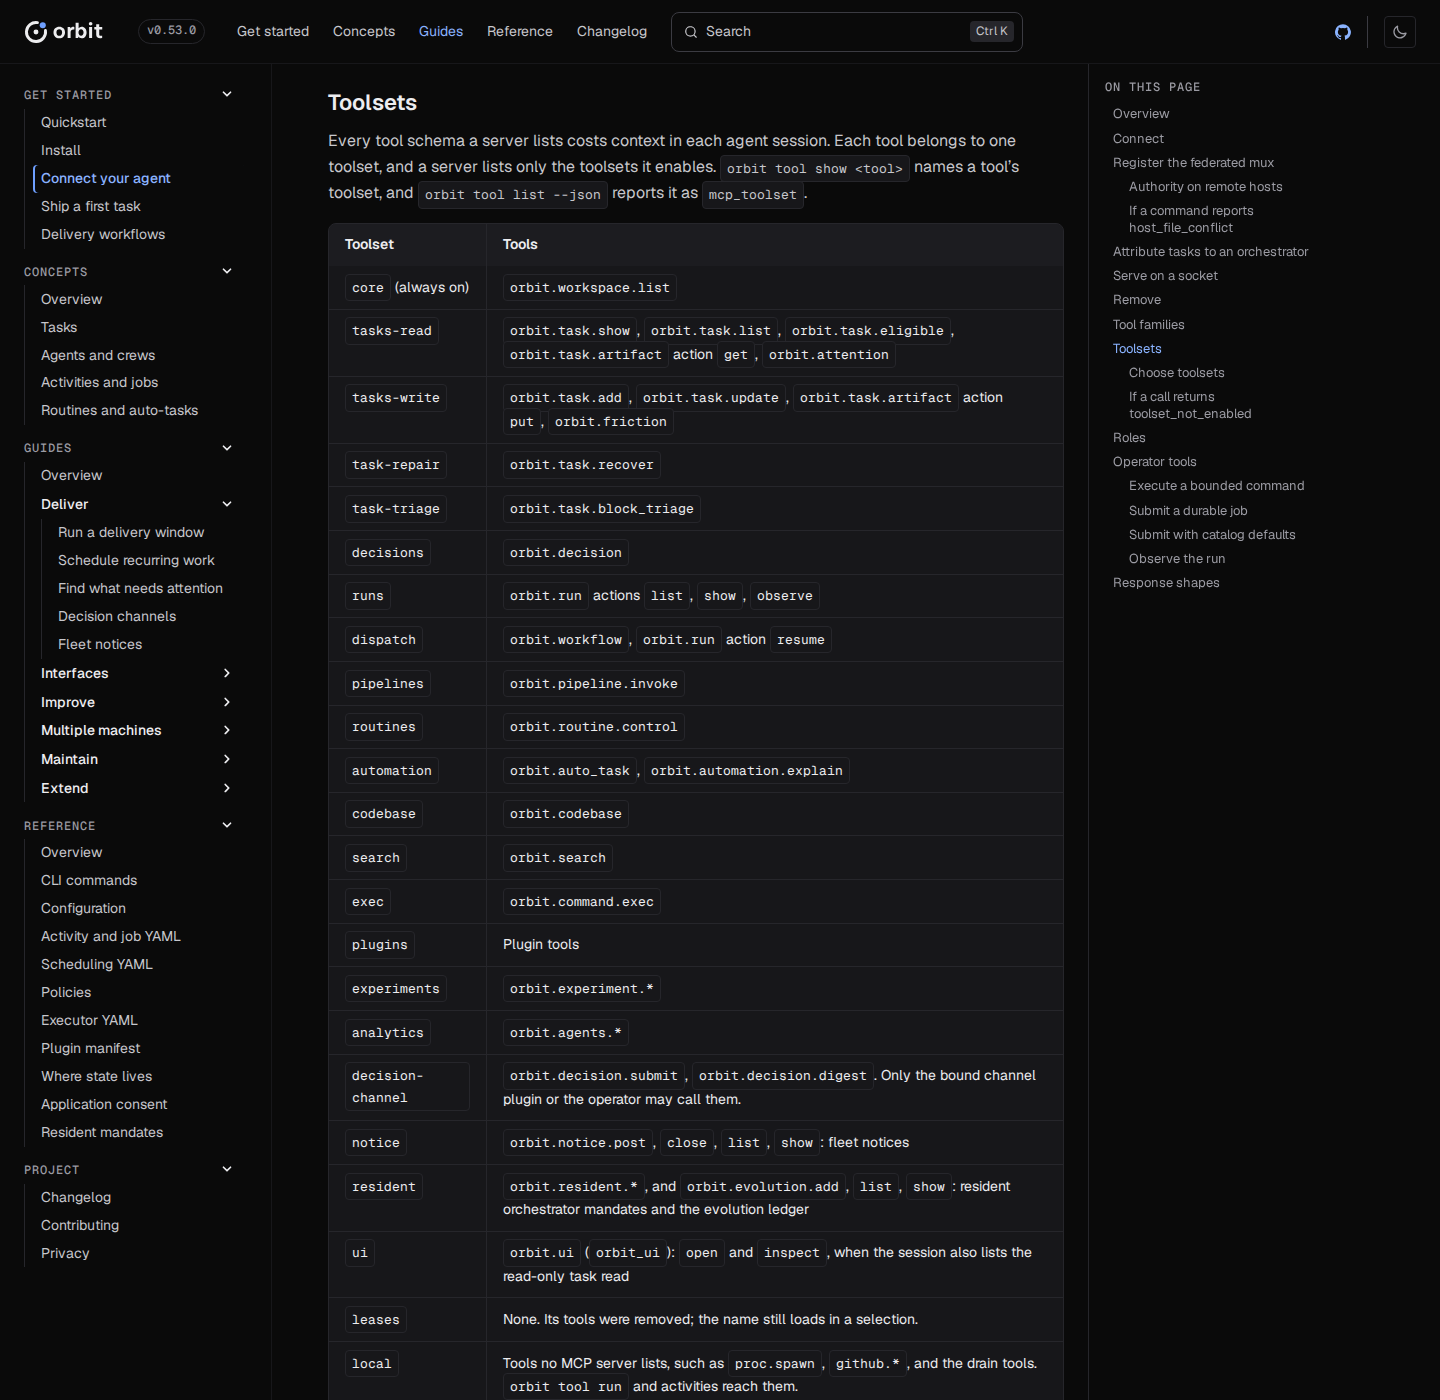 orbit
v0.53.0
Get started
Concepts
Guides
Reference
Changelog
Search
Ctrl K
GET STARTED
Quickstart
Install
Connect your agent
Ship a first task
Delivery workflows
CONCEPTS
Overview
Tasks
Agents and crews
Activities and jobs
Routines and auto-tasks
GUIDES
Overview
Deliver
Run a delivery window
Schedule recurring work
Find what needs attention
Decision channels
Fleet notices
Interfaces
Improve
Multiple machines
Maintain
Extend
REFERENCE
Overview
CLI commands
Configuration
Activity and job YAML
Scheduling YAML
Policies
Executor YAML
Plugin manifest
Where state lives
Application consent
Resident mandates
PROJECT
Changelog
Contributing
Privacy
Toolsets
Every tool schema a server lists costs context in each agent session. Each tool belongs to one
toolset, and a server lists only the toolsets it enables. orbit tool show <tool> names a tool's
toolset, and orbit tool list --json reports it as mcp_toolset.
Toolset Tools
core (always on) orbit.workspace.list
tasks-read orbit.task.show, orbit.task.list, orbit.task.eligible,
orbit.task.artifact action get, orbit.attention
tasks-write orbit.task.add, orbit.task.update, orbit.task.artifact action
put, orbit.friction
task-repair orbit.task.recover
task-triage orbit.task.block_triage
decisions orbit.decision
runs orbit.run actions list, show, observe
dispatch orbit.workflow, orbit.run action resume
pipelines orbit.pipeline.invoke
routines orbit.routine.control
automation orbit.auto_task, orbit.automation.explain
codebase orbit.codebase
search orbit.search
exec orbit.command.exec
plugins Plugin tools
experiments orbit.experiment.*
analytics orbit.agents.*
decision-
channel
orbit.decision.submit, orbit.decision.digest. Only the bound channel
plugin or the operator may call them.
notice orbit.notice.post, close, list, show: fleet notices
resident orbit.resident.*, and orbit.evolution.add, list, show: resident
orchestrator mandates and the evolution ledger
ui orbit.ui (orbit_ui): open and inspect, when the session also lists the
read-only task read
leases None. Its tools were removed; the name still loads in a selection.
local Tools no MCP server lists, such as proc.spawn, github.*, and the drain tools.
orbit tool run and activities reach them.
ON THIS PAGE
Overview
Connect
Register the federated mux
Authority on remote hosts
If a command reports
host_file_conflict
Attribute tasks to an orchestrator
Serve on a socket
Remove
Tool families
Toolsets
Choose toolsets
If a call returns
toolset_not_enabled
Roles
Operator tools
Execute a bounded command
Submit a durable job
Submit with catalog defaults
Observe the run
Response shapes